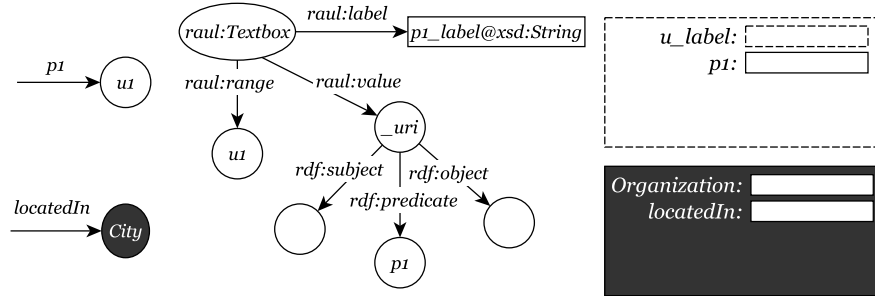 raul:label
raul:Textbox
p1_label@xsd:String
u_label:
p1:
p1
u1
raul:range
raul:value
_uri
u1
rdf:subject
rdf:object
rdf:predicate
Organization:
locatedIn:
locatedIn
City
p1